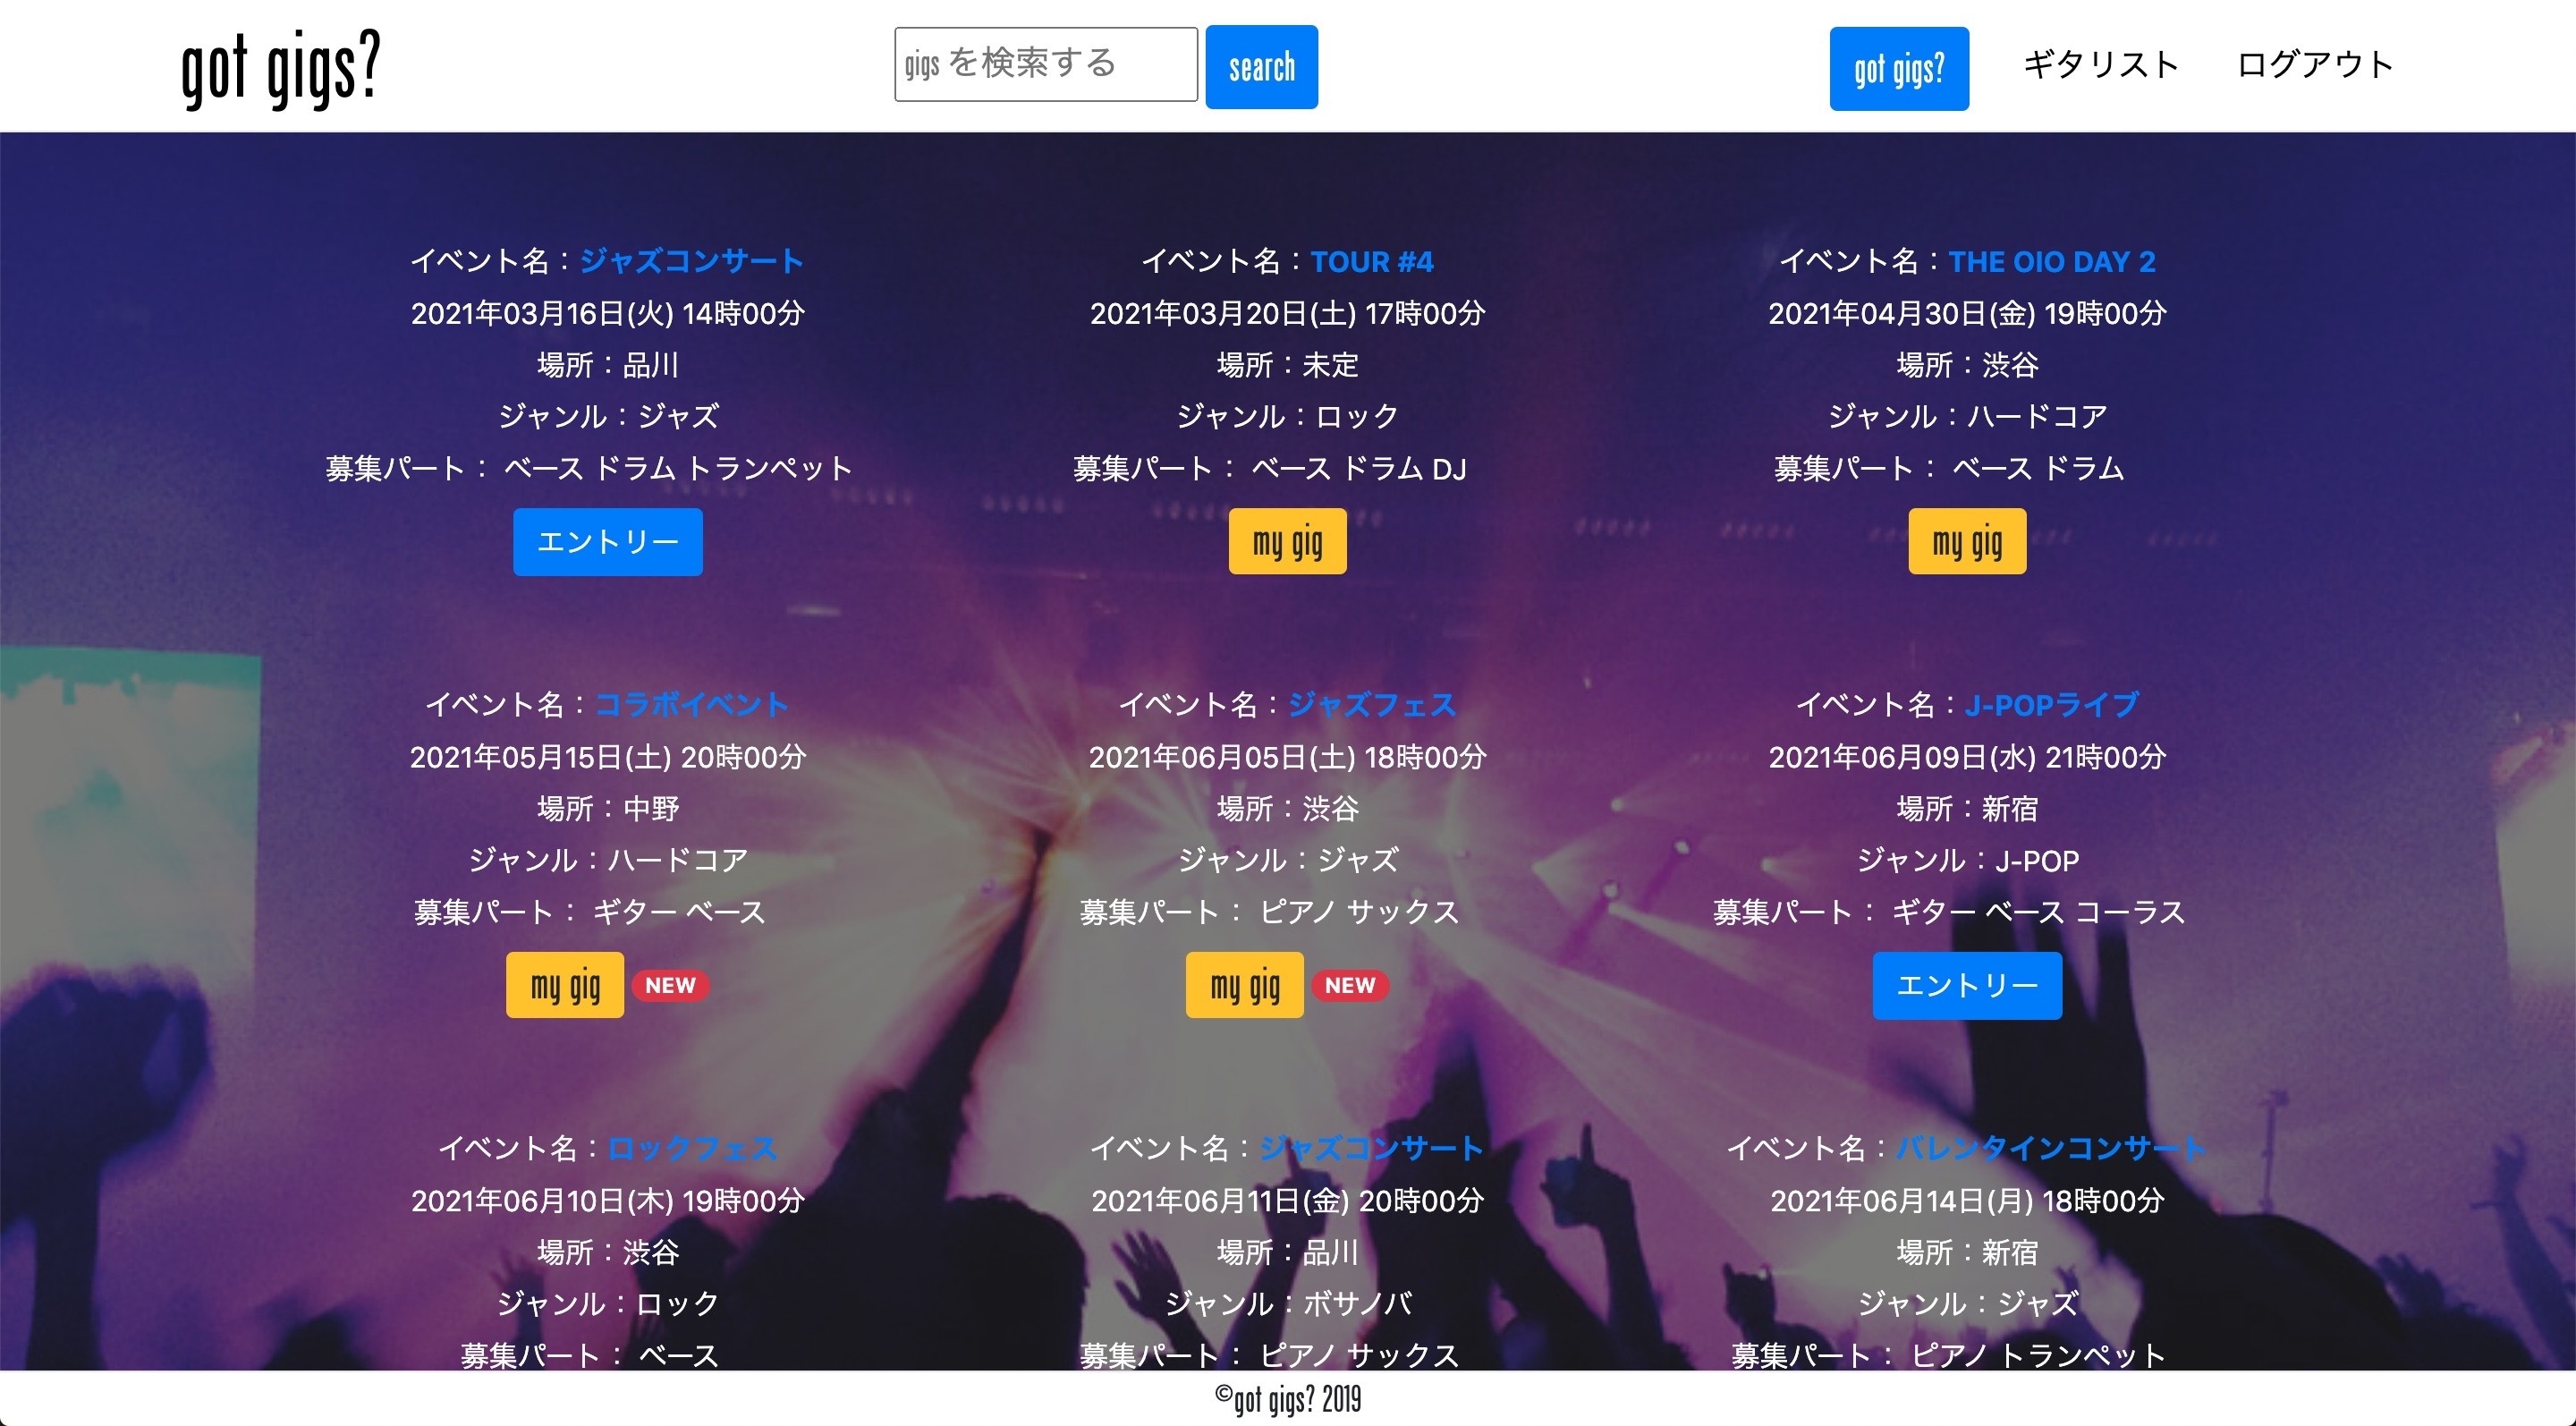 got gigs?
gigs を検索する
search
got gigs?
ギタリスト
ログアウト
イベント名：ジャズコンサート
2021年03月16日(火) 14時00分
場所：品川
ジャンル：ジャズ
募集パート： ベース ドラム トランペット
エントリー
イベント名：TOUR #4
2021年03月20日(土) 17時00分
場所：未定
ジャンル：ロック
募集パート： ベース ドラム DJ
my gig
イベント名：THE OIO DAY 2
2021年04月30日(金) 19時00分
場所：渋谷
ジャンル：ハードコア
募集パート： ベース ドラム
my gig
イベント名：コラボイベント
2021年05月15日(土) 20時00分
場所：中野
ジャンル：ハードコア
募集パート： ギター ベース
my gig NEW
イベント名：ジャズフェス
2021年06月05日(土) 18時00分
場所：渋谷
ジャンル：ジャズ
募集パート： ピアノ サックス
my gig NEW
イベント名：J-POPライブ
2021年06月09日(水) 21時00分
場所：新宿
ジャンル：J-POP
募集パート： ギター ベース コーラス
エントリー
イベント名：ロックフェス
2021年06月10日(木) 19時00分
場所：渋谷
ジャンル：ロック
募集パート： ベース
イベント名：ジャズコンサート
2021年06月11日(金) 20時00分
場所：品川
ジャンル：ボサノバ
募集パート： ピアノ サックス
イベント名：バレンタインコンサート
2021年06月14日(月) 18時00分
場所：新宿
ジャンル：ジャズ
募集パート： ピアノ トランペット
©got gigs? 2019